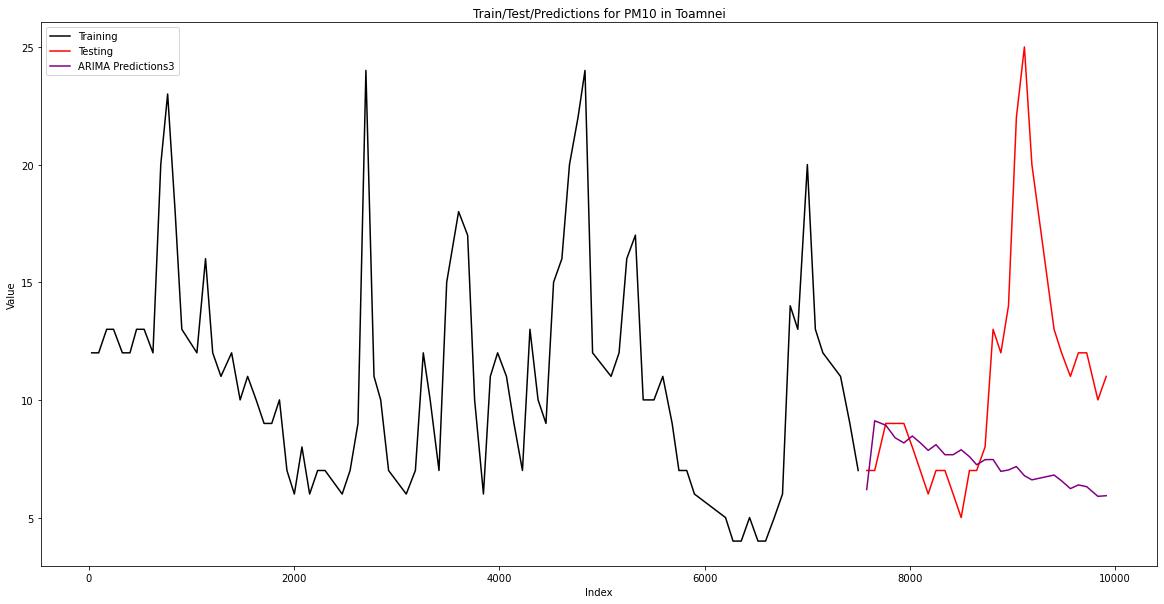 Train/Test/Predictions for PM10 in Toamnei
Training
Testing
ARIMA Predictions3
Value
25
20
15
10
5
0
2000
4000
6000
8000
10000
Index